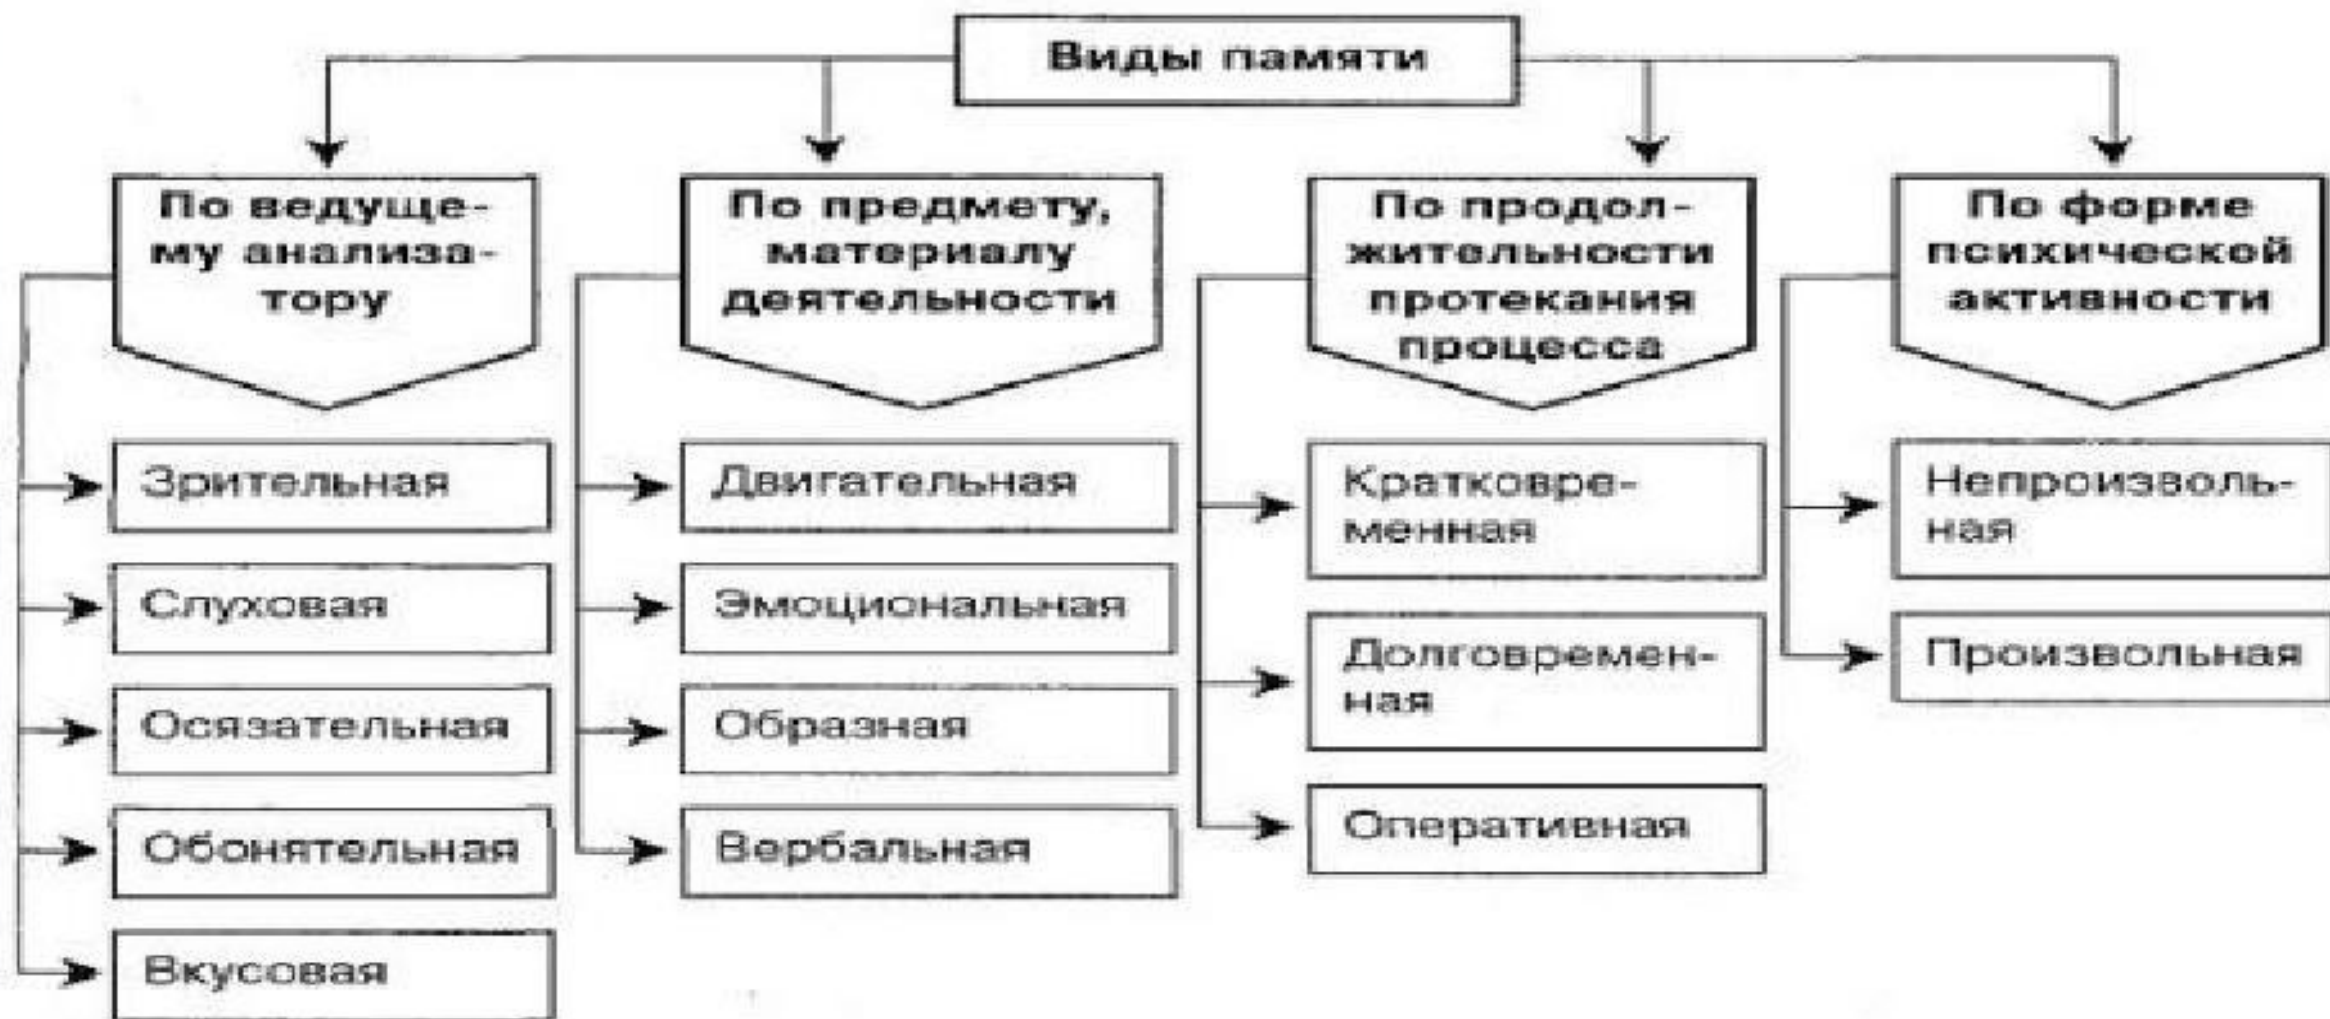 Виды памяти
По ведуще-
му анализа-
тору
Зрительная
Слуховая
Осязательная
Обонятельная
Вкусовая
По предмету,
материалу
деятельности
Двигательная
Эмоциональная
Образная
Вербальная
По продол-
жительности
протекания
процесса
Кратковре-
менная
Долговремен-
ная
Оперативная
По форме
психической
активности
Непроизволь-
ная
Произвольная